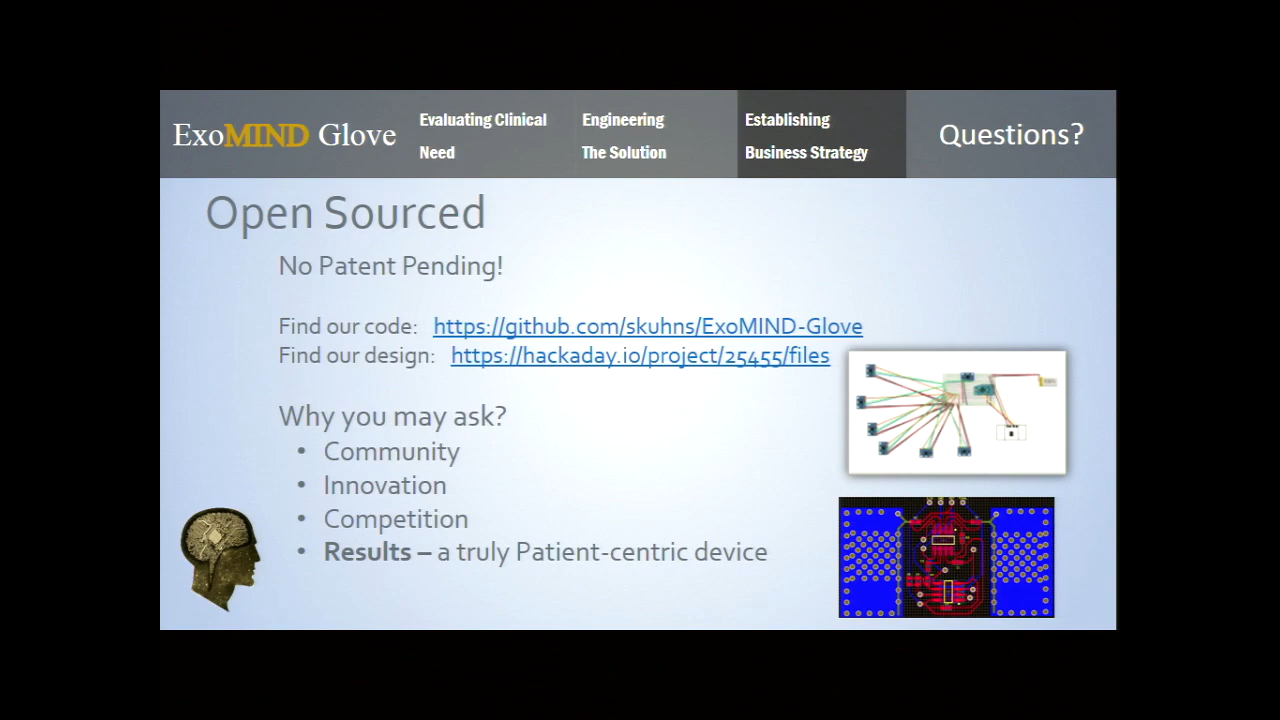 ExoMIND Glove
Evaluating Clinical
Need
Engineering
The Solution
Establishing
Business Strategy
Questions?
Open Sourced
No Patent Pending!
Find our code: https://github.com/skuhns/ExoMIND-Glove
Find our design: https://hackaday.io/project/25455/files
Why you may ask?
• Community
• Innovation
• Competition
• Results – a truly Patient-centric device